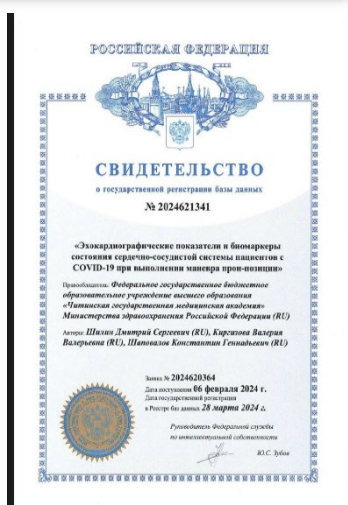 РОССИЙСКАЯ ФЕДЕРАЦИЯ
СВИДЕТЕЛЬСТВО
о государственной регистрации базы данных
№ 2024621341
«Эхокардиографические показатели и биомаркеры
состояния сердечно-сосудистой системы пациентов с
COVID-19 при выполнении маневра прон-позиции»
Правообладатель: Федеральное государственное бюджетное
образовательное учреждение высшего образования
«Читинская государственная медицинская академия»
Министерства здравоохранения Российской Федерации (RU)
Авторы: Шилин Дмитрий Сергеевич (RU), Киргизова Валерия
Валерьевна (RU), Шаповалов Константин Геннадьевич (RU)
Заявка № 2024620364
Дата поступления 06 февраля 2024 г.
Дата государственной регистрации
в Реестре баз данных 28 марта 2024 г.
Руководитель Федеральной службы
по интеллектуальной собственности
Ю.С. Зубов